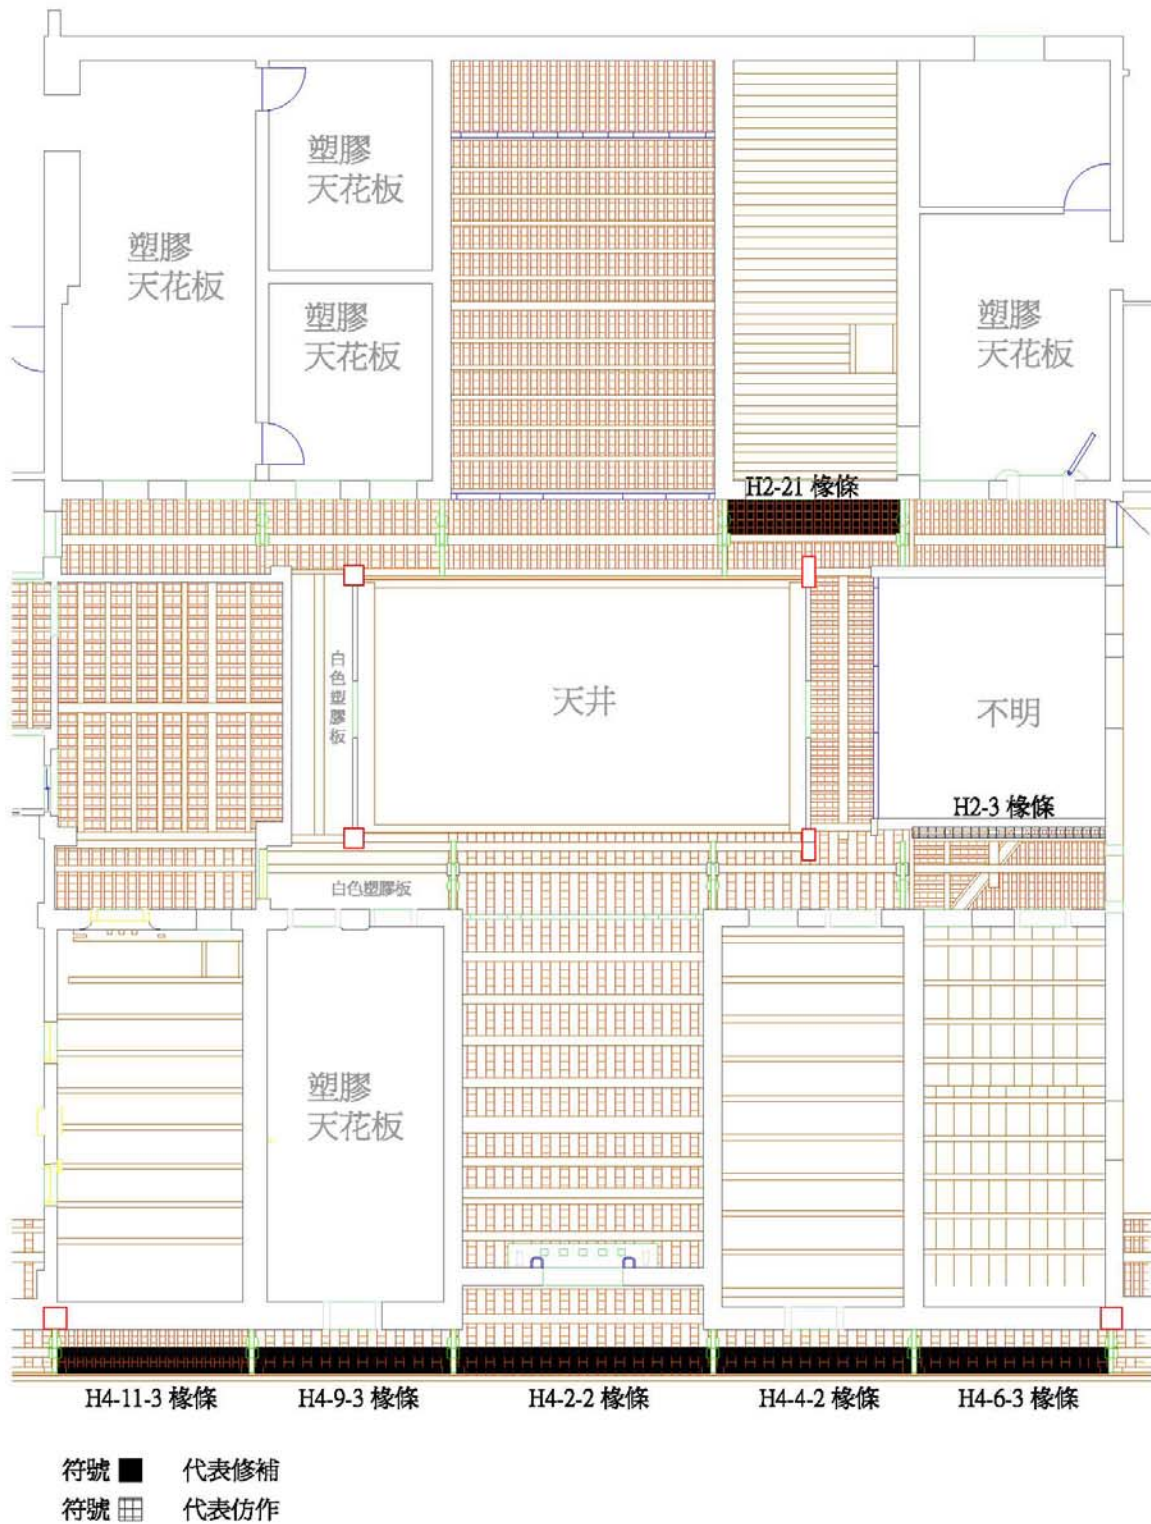 塑膠
天花板
塑膠
天花板
塑膠
天花板
塑膠
天花板
H2-21 椽條
白色塑膠板
天井
不明
H2-3 椽條
白色塑膠板
塑膠
天花板
H4-11-3 椽條
H4-9-3 椽條
H4-2-2 椽條
H4-4-2 椽條
H4-6-3 椽條
符號 代表修補
符號 代表仿作